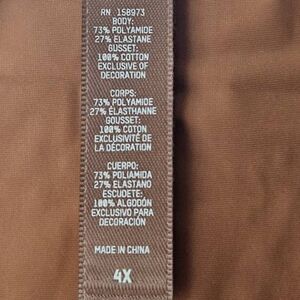 RN 158973
BODY:
73% POLYAMIDE
27% ELASTANE
GUSSET:
100% COTTON
EXCLUSIVE OF
DECORATION
CORPS:
73% POLYAMIDE
27% ÉLASTHANNE
GOUSSET:
100% COTON
EXCLUSIVITÉ DE
LA DÉCORATION
CUERPO:
73% POLIAMIDA
27% ELASTANO
ESCUDETE:
100% ALGODÓN
EXCLUSIVO PARA
DECORACIÓN
MADE IN CHINA
4X